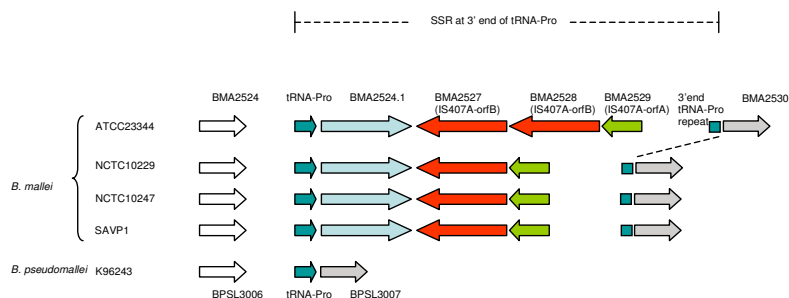 SSR at 3' end of tRNA-Pro
BMA2524 tRNA-Pro BMA2524.1 BMA2527 (IS407A-orfB) BMA2528 (IS407A-orfB) BMA2529 (IS407A-orfA) 3'end tRNA-Pro repeat BMA2530
ATCC23344
NCTC10229
B. mallei
NCTC10247
SAVP1
B. pseudomallei K96243
BPSL3006 tRNA-Pro BPSL3007